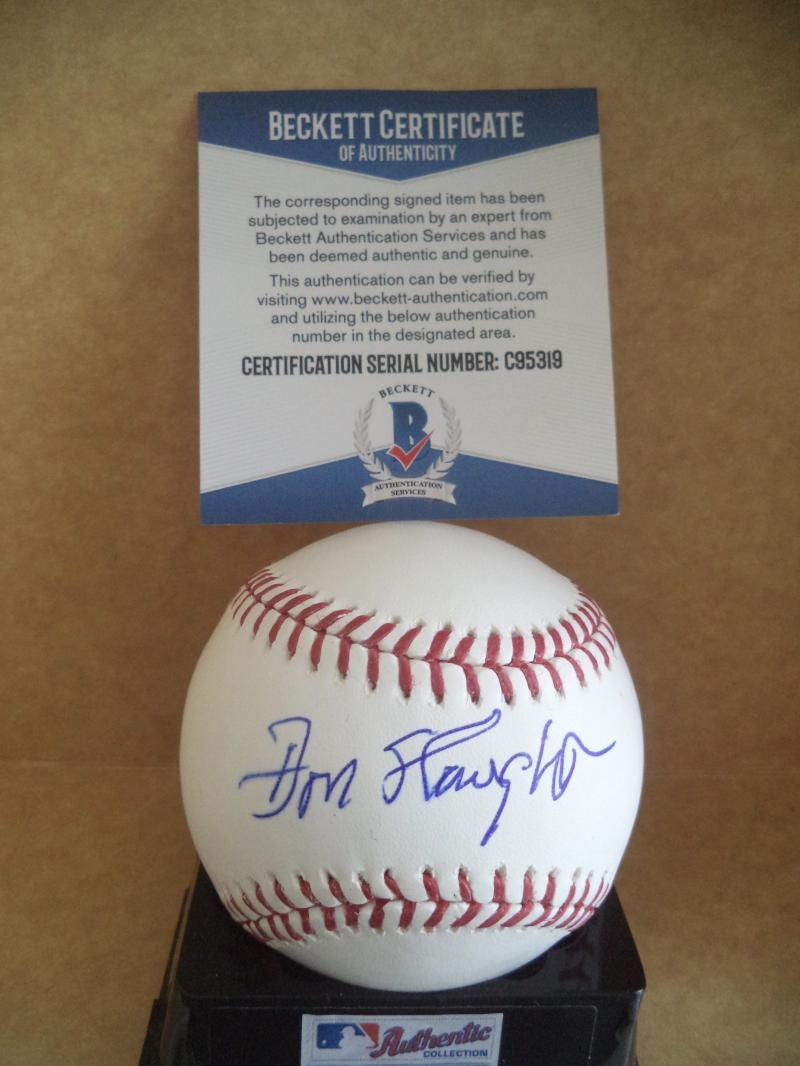 BECKETT CERTIFICATE
OF AUTHENTICITY
The corresponding signed item has been
subjected to examination by an expert from
Beckett Authentication Services and has
been deemed authentic and genuine.
This authentication can be verified by
visiting www.beckett-authentication.com
and utilizing the below authentication
number in the designated area.
CERTIFICATION SERIAL NUMBER: C95319
BECKETT
B
AUTHENTICATION
SERVICES
Don Slaught
Authentic
COLLECTION